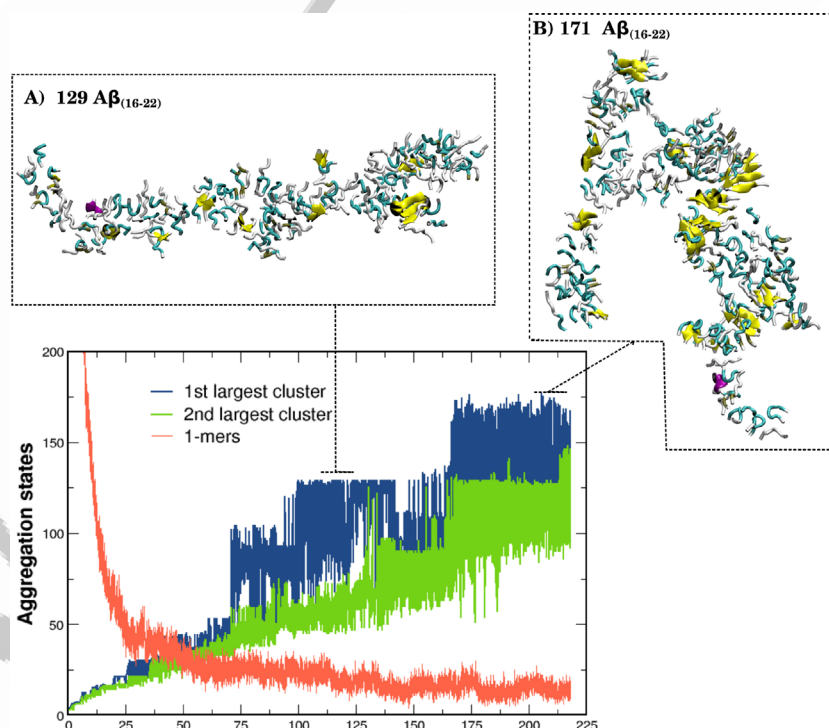 B) 171 Aβ(16-22)
A) 129 Aβ(16-22)
200
150
100
50
0
Aggregation states
1st largest cluster
2nd largest cluster
1-mers
0 25 50 75 100 125 150 175 200 225